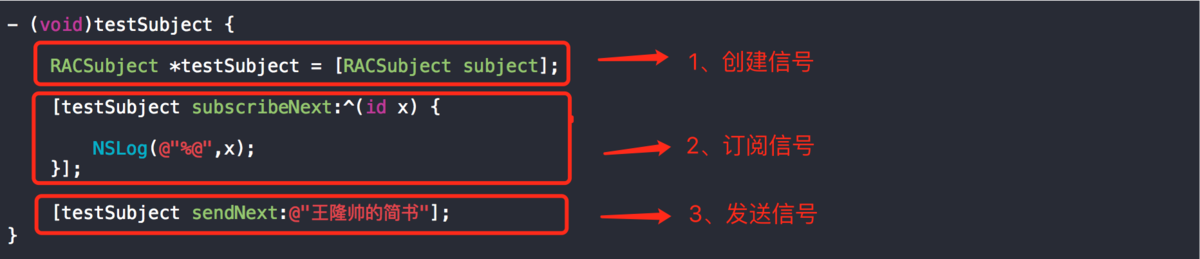 - (void)testSubject {
RACSubject *testSubject = [RACSubject subject];
1、创建信号
[testSubject subscribeNext:^(id x) {
NSLog(@"%@",x);
2、订阅信号
}];
[testSubject sendNext:@"王隆帅的简书"];
3、发送信号
}